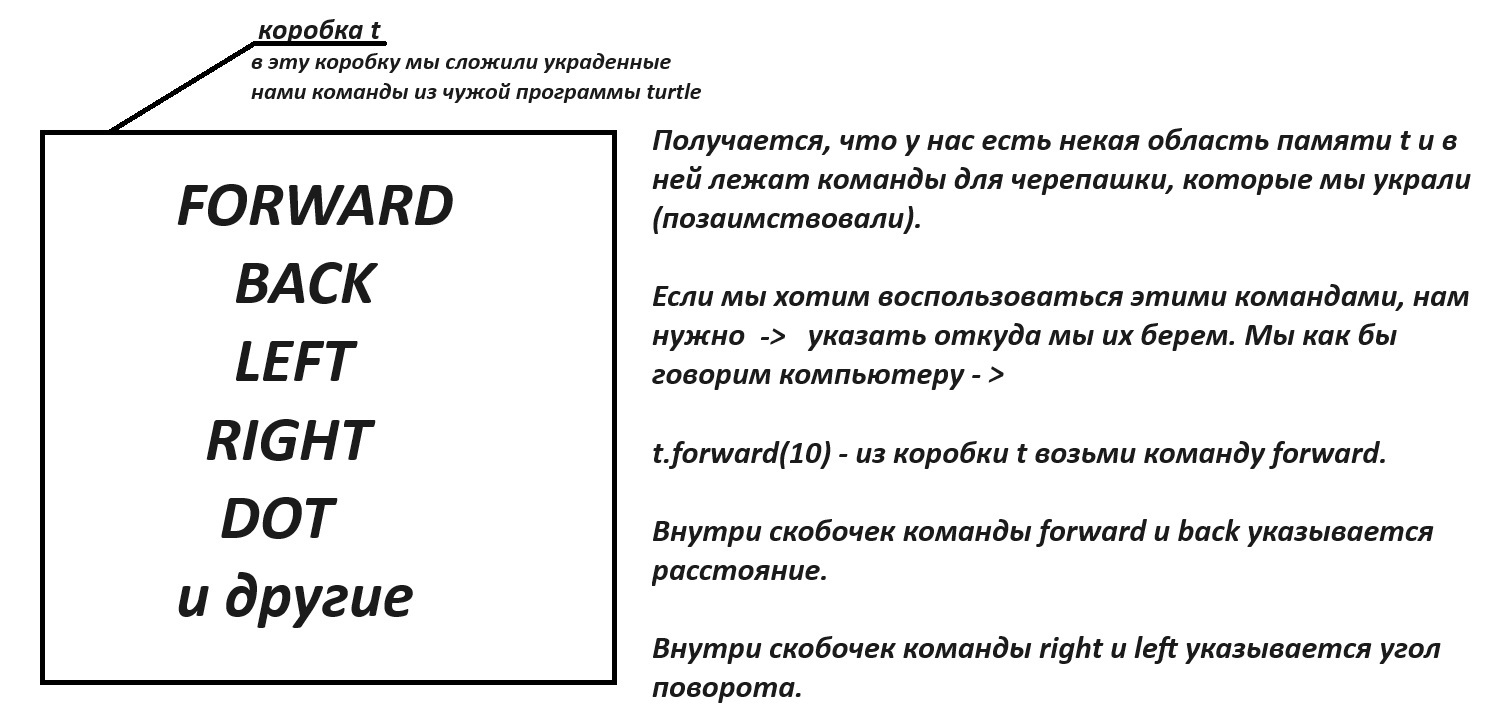 коробка t
в эту коробку мы сложили украденные
нами команды из чужой программы turtle
FORWARD
BACK
LEFT
RIGHT
DOT
и другие
Получается, что у нас есть некая область памяти t и в
ней лежат команды для черепашки, которые мы украли
(позаимствовали).
Если мы хотим воспользоваться этими командами, нам
нужно -> указать откуда мы их берем. Мы как бы
говорим компьютеру - >
t.forward(10) - из коробки t возьми команду forward.
Внутри скобочек команды forward и back указывается
расстояние.
Внутри скобочек команды right и left указывается угол
поворота.